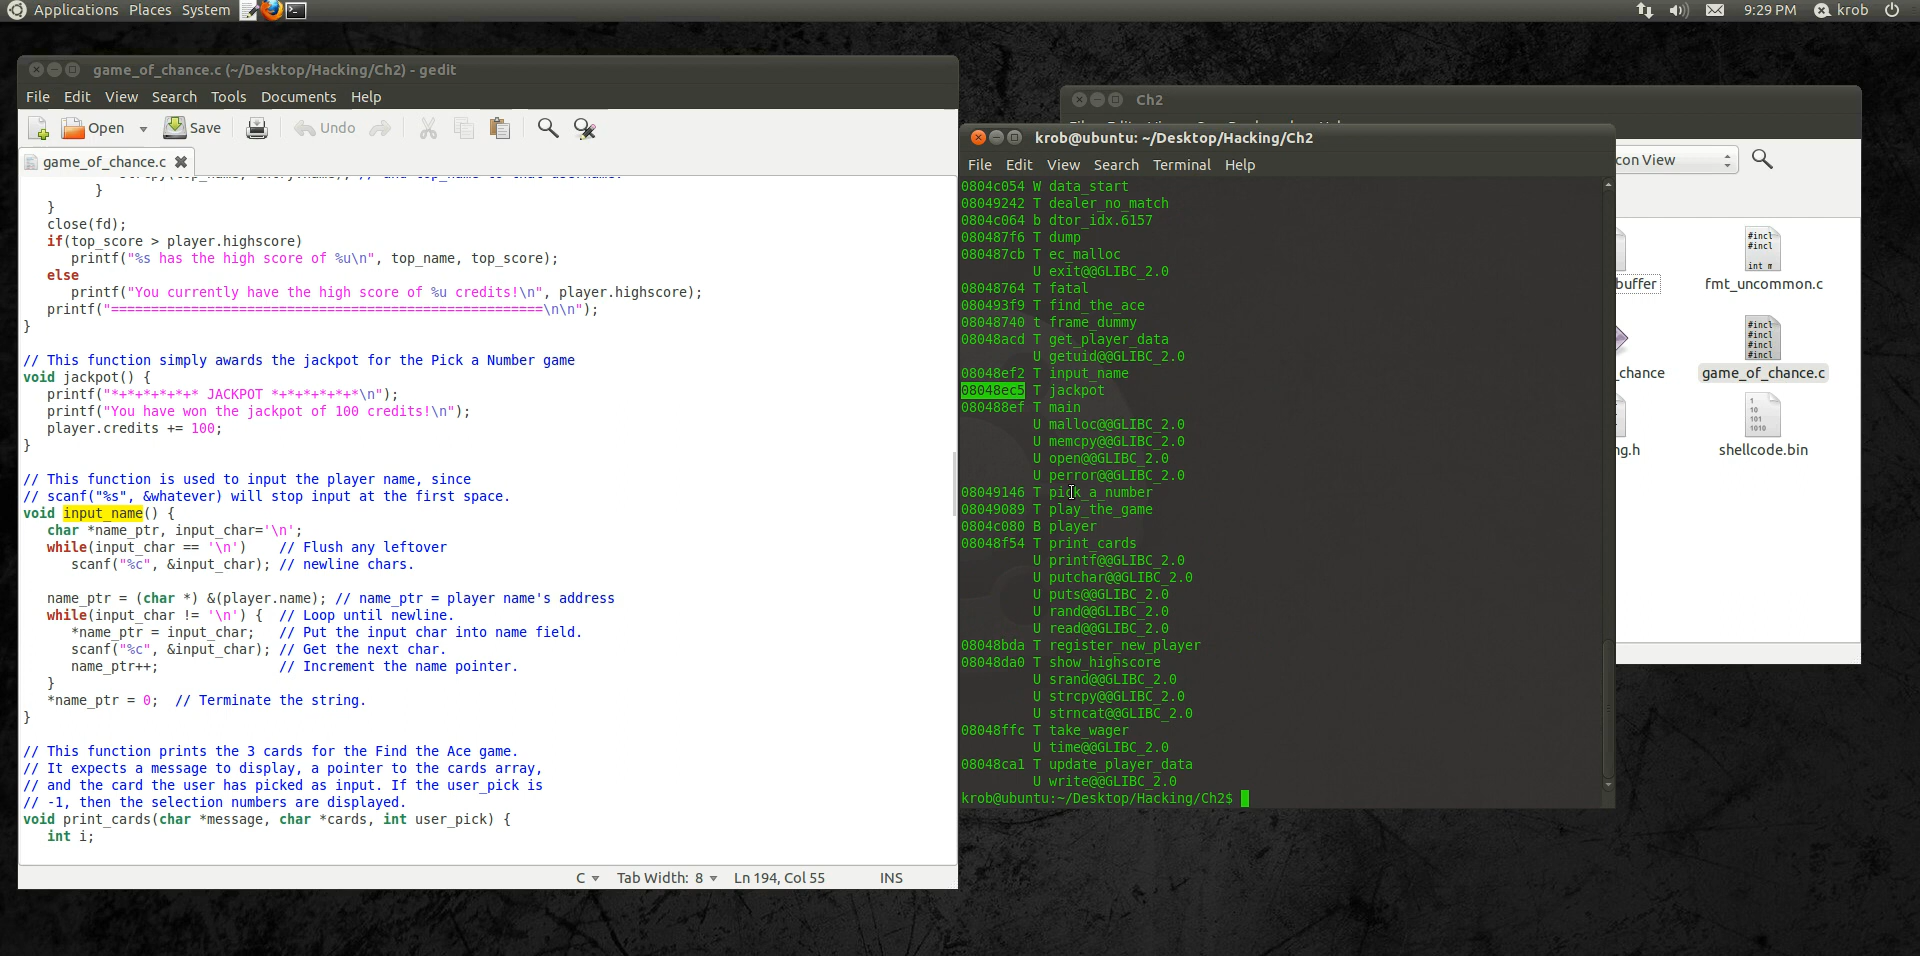 Applications Places System
9:29 PM krob
game_of_chance.c (~/Desktop/Hacking/Ch2) - gedit
File Edit View Search Tools Documents Help
Open Save Undo
game_of_chance.c
}
}
close(fd);
if(top_score > player.highscore)
printf("%s has the high score of %u\n", top_name, top_score);
else
printf("You currently have the high score of %u credits!\n", player.highscore);
printf("======================================================\n\n");
}
// This function simply awards the jackpot for the Pick a Number game
void jackpot() {
printf("*+*+*+*+*+* JACKPOT *+*+*+*+*+*\n");
printf("You have won the jackpot of 100 credits!\n");
player.credits += 100;
}
// This function is used to input the player name, since
// scanf("%s", &whatever) will stop input at the first space.
void input_name() {
char *name_ptr, input_char='\n';
while(input_char == '\n')    // Flush any leftover
scanf("%c", &input_char); // newline chars.
name_ptr = (char *) &(player.name); // name_ptr = player name's address
while(input_char != '\n') {  // Loop until newline.
*name_ptr = input_char;   // Put the input char into name field.
scanf("%c", &input_char); // Get the next char.
name_ptr++;               // Increment the name pointer.
}
*name_ptr = 0;  // Terminate the string.
}
// This function prints the 3 cards for the Find the Ace game.
// It expects a message to display, a pointer to the cards array,
// and the card the user has picked as input. If the user_pick is
// -1, then the selection numbers are displayed.
void print_cards(char *message, char *cards, int user_pick) {
int i;
C Tab Width: 8 Ln 194, Col 55 INS
krob@ubuntu: ~/Desktop/Hacking/Ch2
File Edit View Search Terminal Help
0804c054 W data_start
08049242 T dealer_no_match
0804c064 b dtor_idx.6157
080487f6 T dump
080487cb T ec_malloc
U exit@@GLIBC_2.0
08048764 T fatal
080493f9 T find_the_ace
08048740 t frame_dummy
08048acd T get_player_data
U getuid@@GLIBC_2.0
08048ef2 T input_name
08048ec5 T jackpot
080488ef T main
U malloc@@GLIBC_2.0
U memcpy@@GLIBC_2.0
U open@@GLIBC_2.0
U perror@@GLIBC_2.0
08049146 T pick_a_number
08049089 T play_the_game
0804c080 B player
08048f54 T print_cards
U printf@@GLIBC_2.0
U putchar@@GLIBC_2.0
U puts@@GLIBC_2.0
U rand@@GLIBC_2.0
U read@@GLIBC_2.0
08048bda T register_new_player
08048da0 T show_highscore
U srand@@GLIBC_2.0
U strcpy@@GLIBC_2.0
U strncat@@GLIBC_2.0
08048ffc T take_wager
U time@@GLIBC_2.0
08048ca1 T update_player_data
U write@@GLIBC_2.0
krob@ubuntu:~/Desktop/Hacking/Ch2$
Ch2
con View
#incl
#incl
int m
buffer fmt_uncommon.c
#incl
#incl
#incl
#incl
_chance game_of_chance.c
1
10
101
1010
ng.h shellcode.bin